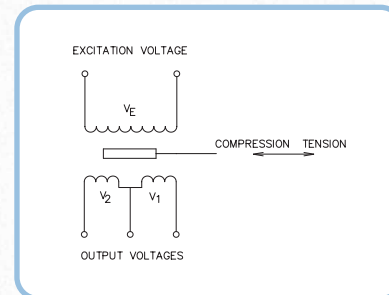 EXCITATION VOLTAGE
VE
COMPRESSION TENSION
V2 V1
OUTPUT VOLTAGES